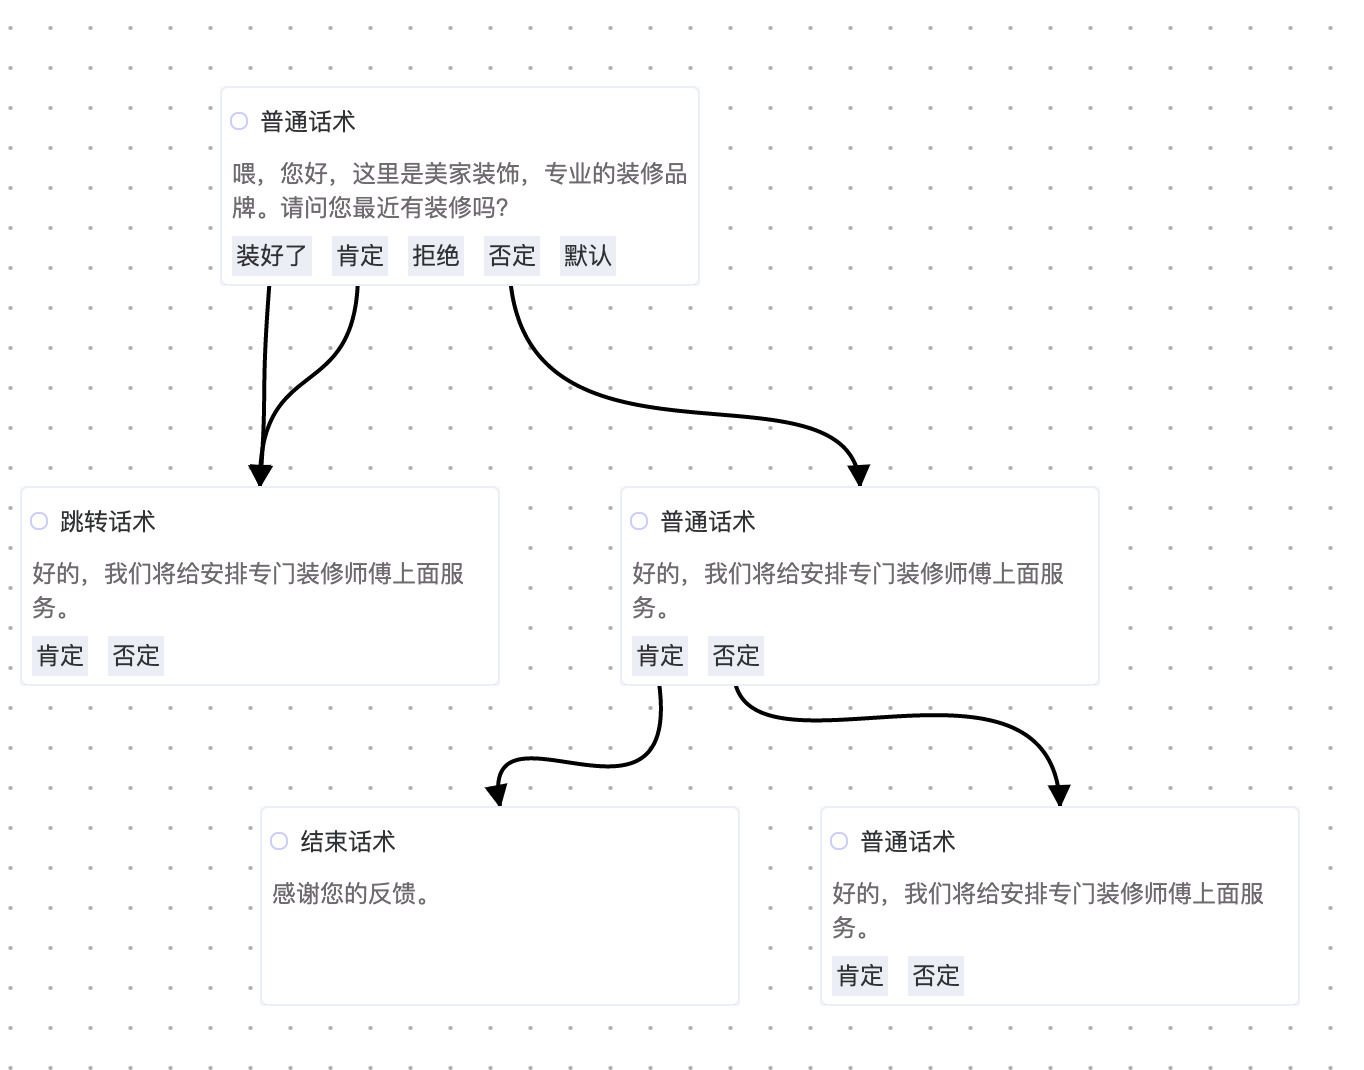 普通话术
喂，您好，这里是美家装饰，专业的装修品
牌。请问您最近有装修吗？
装好了 肯定 拒绝 否定 默认
跳转话术
好的，我们将给安排专门装修师傅上面服
务。
肯定 否定
普通话术
好的，我们将给安排专门装修师傅上面服
务。
肯定 否定
结束话术
感谢您的反馈。
普通话术
好的，我们将给安排专门装修师傅上面服
务。
肯定 否定